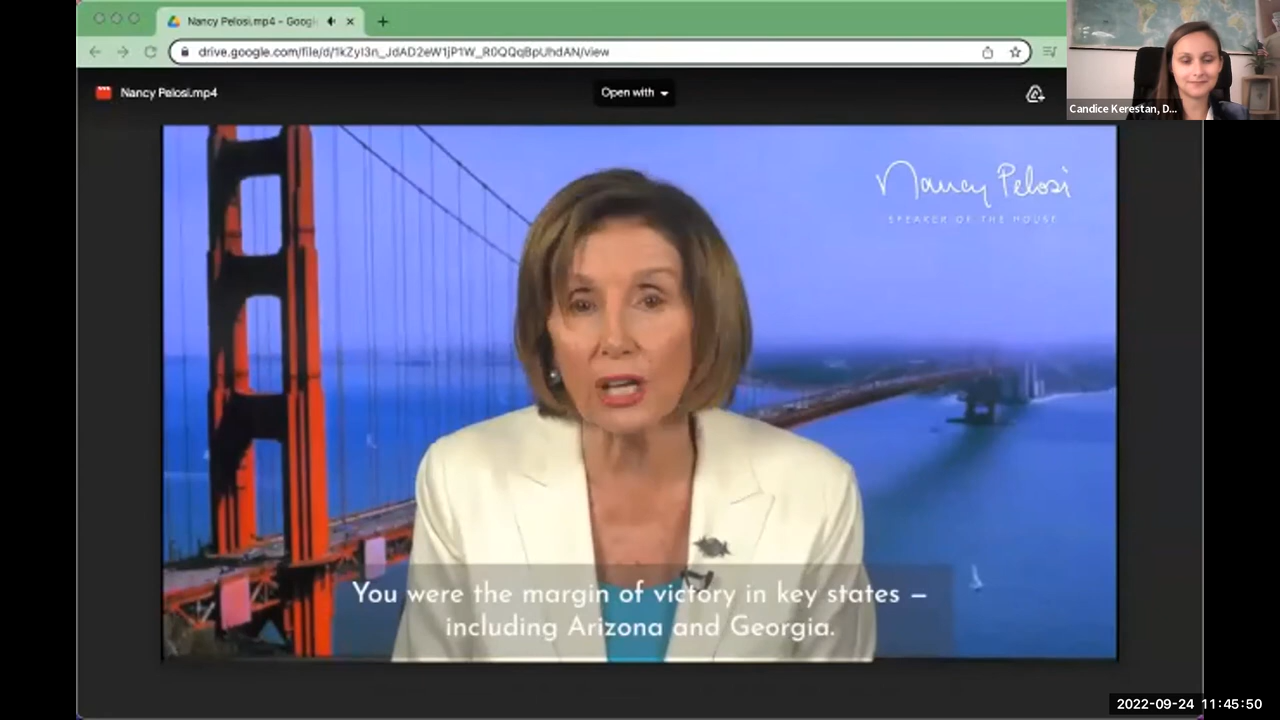 Nancy Pelosi.mp4 - Googl
drive.google.com/file/d/1kZyI3n_JdAD2eW1jP1W_R0QQqBpUhdAN/view
Nancy Pelosi.mp4
Open with
Candice Kerestan, D...
Nancy Pelosi
SPEAKER OF THE HOUSE
You were the margin of victory in key states –
including Arizona and Georgia.
2022-09-24 11:45:50